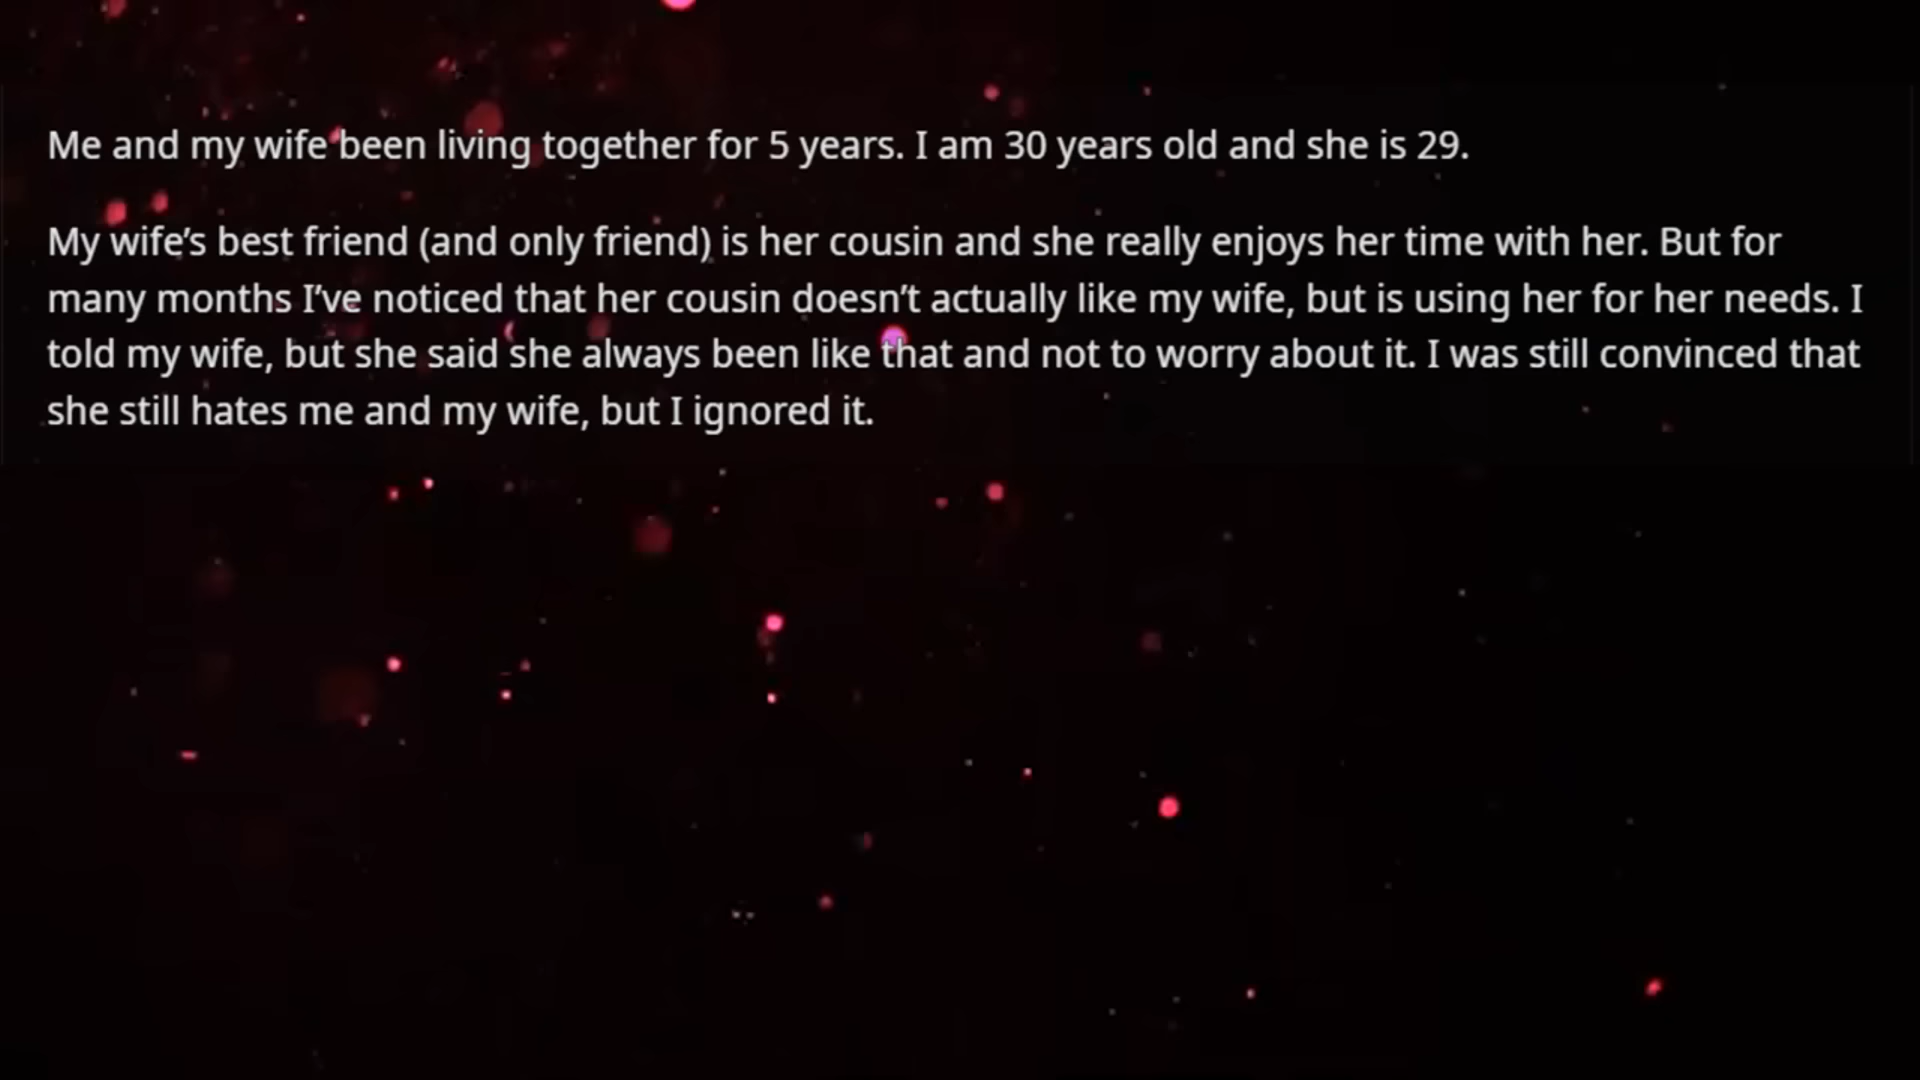 Me and my wife been living together for 5 years. I am 30 years old and she is 29.
My wife’s best friend (and only friend) is her cousin and she really enjoys her time with her. But for
many months I’ve noticed that her cousin doesn’t actually like my wife, but is using her for her needs. I
told my wife, but she said she always been like that and not to worry about it. I was still convinced that
she still hates me and my wife, but I ignored it.